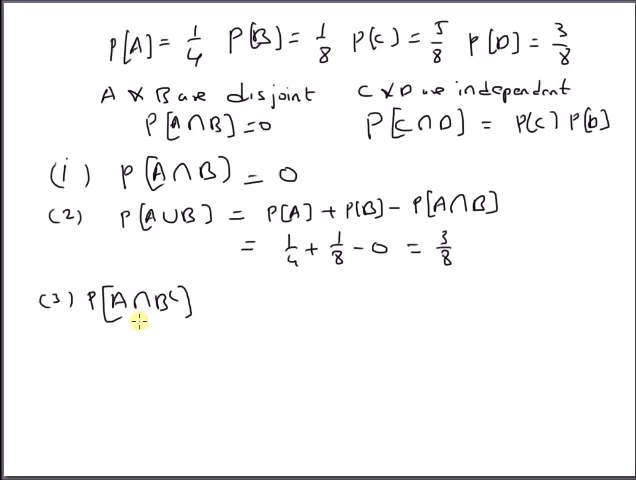 P[A] = 1/4 P[B] = 1/8 P[C) = 5/8 P[D] = 3/8
A & B are disjoint C & D are independent
P[A∩B] = 0 P[C∩D] = P[C) P[D]
(i) P[A∩B) = 0
(2) P[A∪B] = P[A] + P[B] - P[A∩B]
= 1/4 + 1/8 - 0 = 3/8
(3) P[A∩Bᶜ]